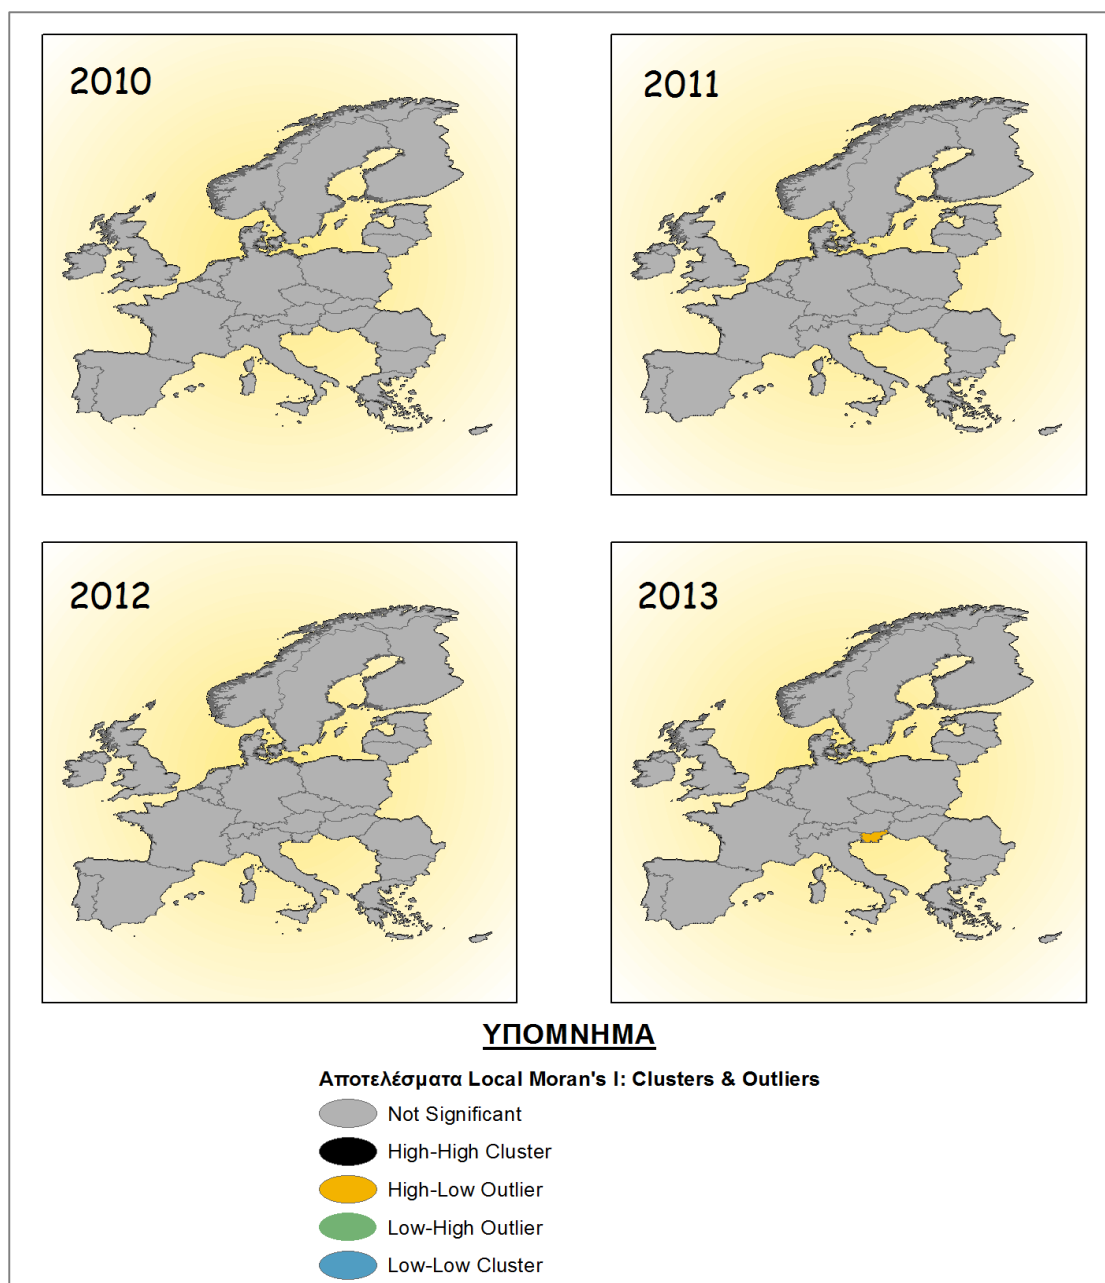 2010
2011
2012
2013
ΥΠΟΜΝΗΜΑ
Αποτελέσματα Local Moran's I: Clusters & Outliers
Not Significant
High-High Cluster
High-Low Outlier
Low-High Outlier
Low-Low Cluster